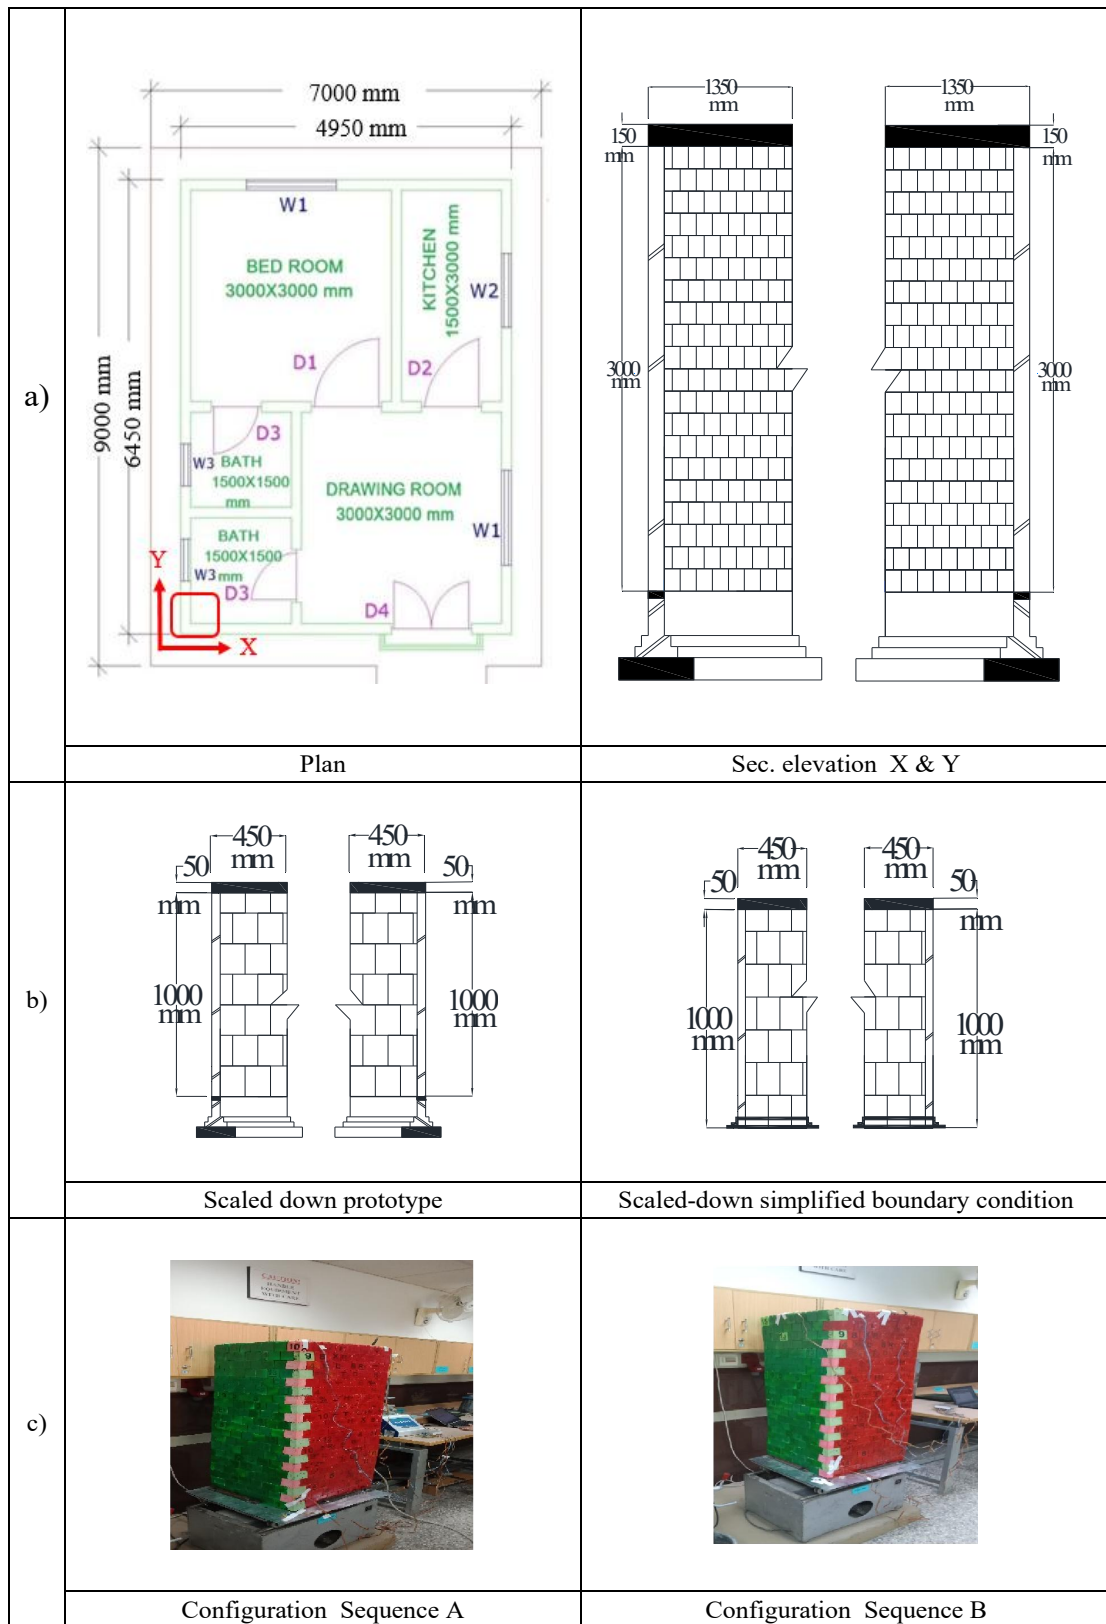 a)
7000 mm
4950 mm
9000 mm
6450 mm
W1
BED ROOM
3000X3000 mm
KITCHEN
1500X3000 mm
W2
D1
D2
D3
W3
BATH
1500X1500
mm
DRAWING ROOM
3000X3000 mm
W1
BATH
1500X1500
mm
W3
D3
D4
Y
X
1350
mm
150
mm
3000
mm
1350
mm
150
mm
3000
mm
Plan
Sec. elevation X & Y
b)
450
mm
50
mm
1000
mm
450
mm
50
mm
1000
mm
450
mm
50
mm
1000
mm
450
mm
50
mm
1000
mm
Scaled down prototype
Scaled-down simplified boundary condition
c)
10
9
9
Configuration Sequence A
Configuration Sequence B